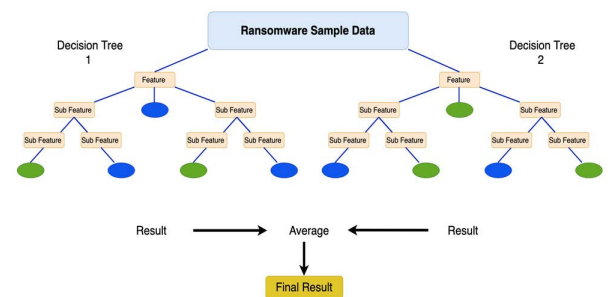 Ransomware Sample Data
Decision Tree
1
Decision Tree
2
Feature
Feature
Sub Feature
Sub Feature
Sub Feature
Sub Feature
Sub Feature
Sub Feature
Sub Feature
Sub Feature
Sub Feature
Sub Feature
Sub Feature
Sub Feature
Result
Average
Result
Final Result